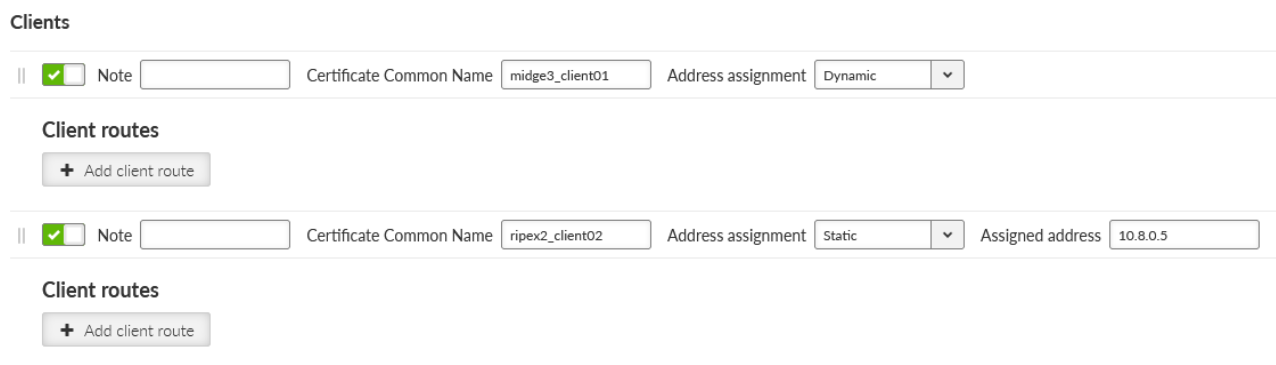 Clients
Note Certificate Common Name midge3_client01 Address assignment Dynamic
Client routes
+ Add client route
Note Certificate Common Name ripex2_client02 Address assignment Static Assigned address 10.8.0.5
Client routes
+ Add client route